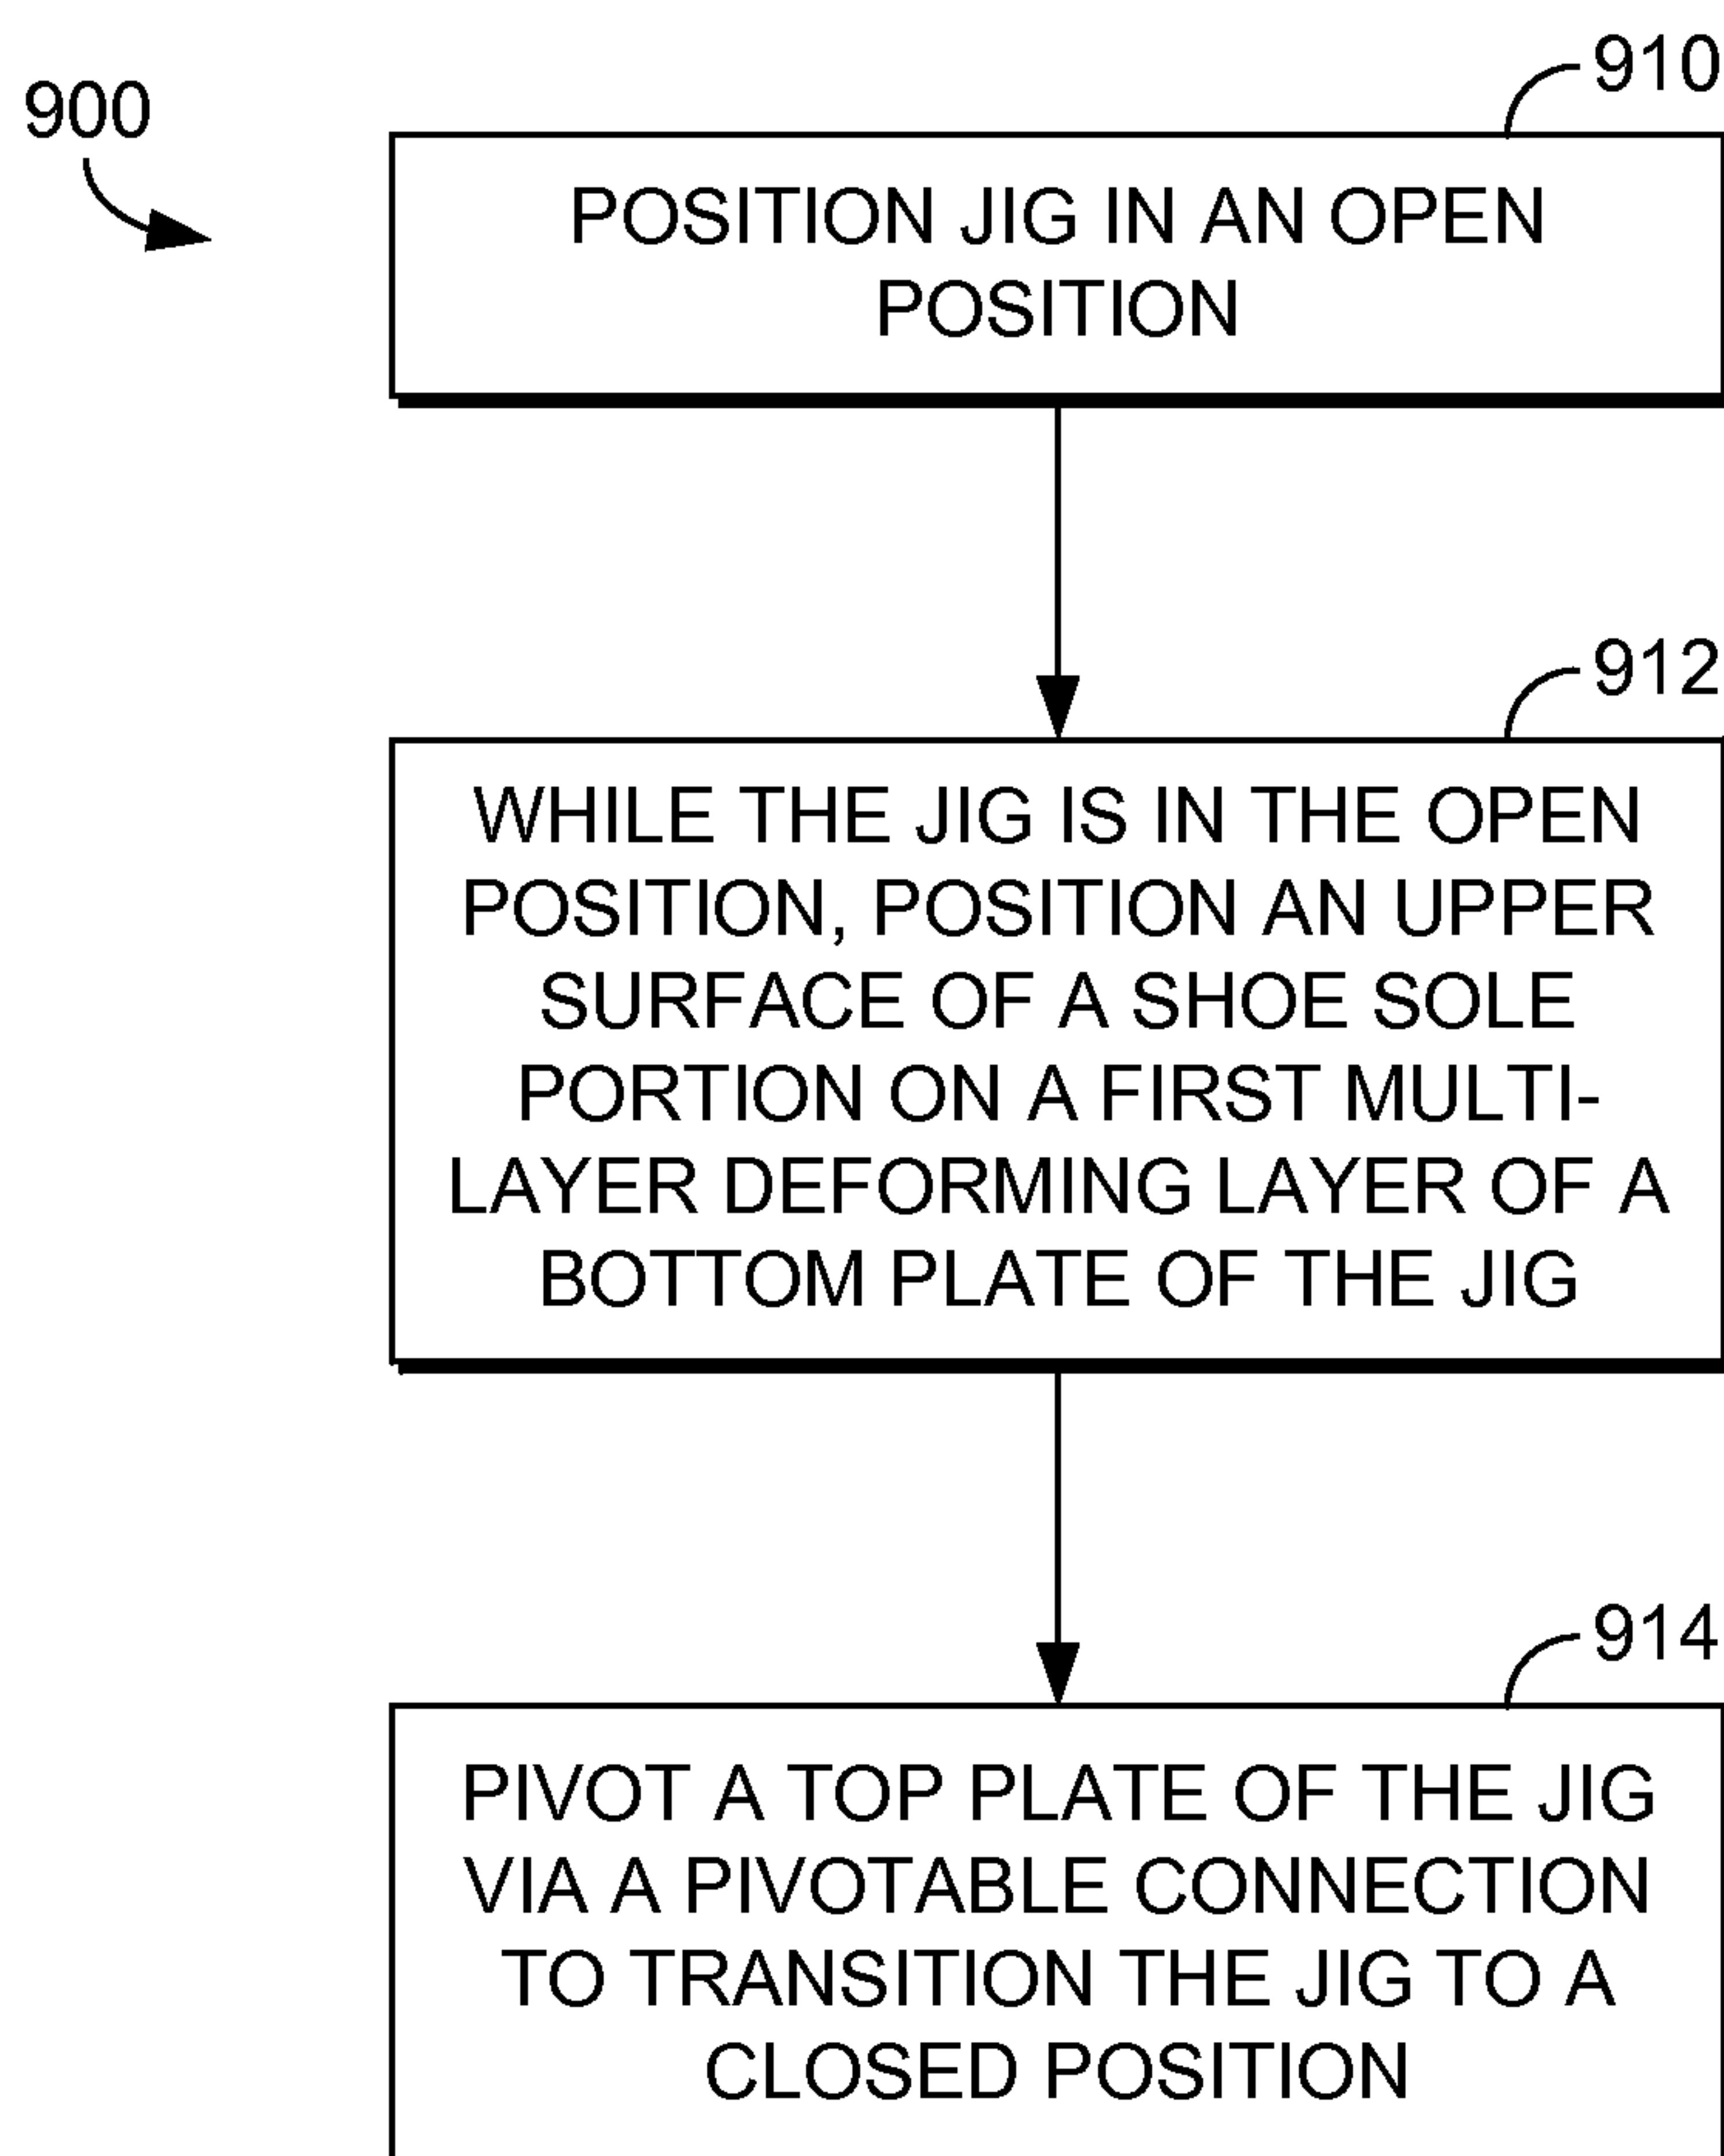 900
910
POSITION JIG IN AN OPEN
POSITION
912
WHILE THE JIG IS IN THE OPEN
POSITION, POSITION AN UPPER
SURFACE OF A SHOE SOLE
PORTION ON A FIRST MULTI-
LAYER DEFORMING LAYER OF A
BOTTOM PLATE OF THE JIG
914
PIVOT A TOP PLATE OF THE JIG
VIA A PIVOTABLE CONNECTION
TO TRANSITION THE JIG TO A
CLOSED POSITION